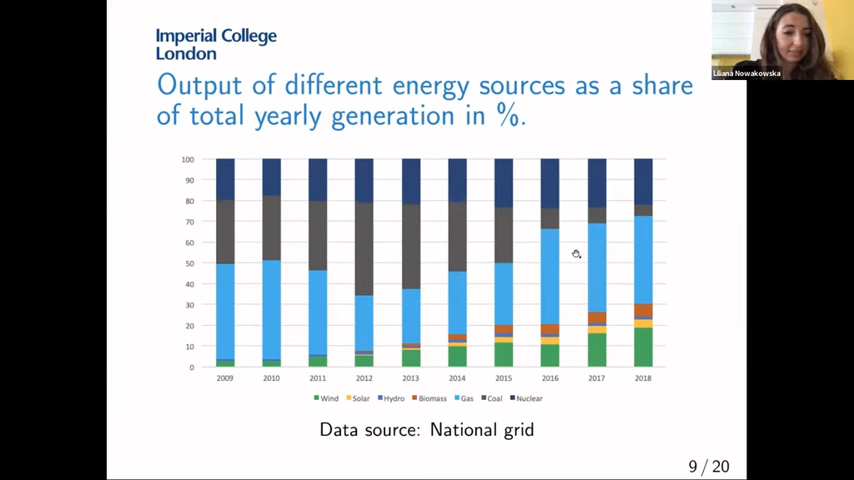 Imperial College
London
Liliana Nowakowska
Output of different energy sources as a share
of total yearly generation in %.
100
90
80
70
60
50
40
30
20
10
0
2009 2010 2011 2012 2013 2014 2015 2016 2017 2018
Wind Solar Hydro Biomass Gas Coal Nuclear
Data source: National grid
9 / 20